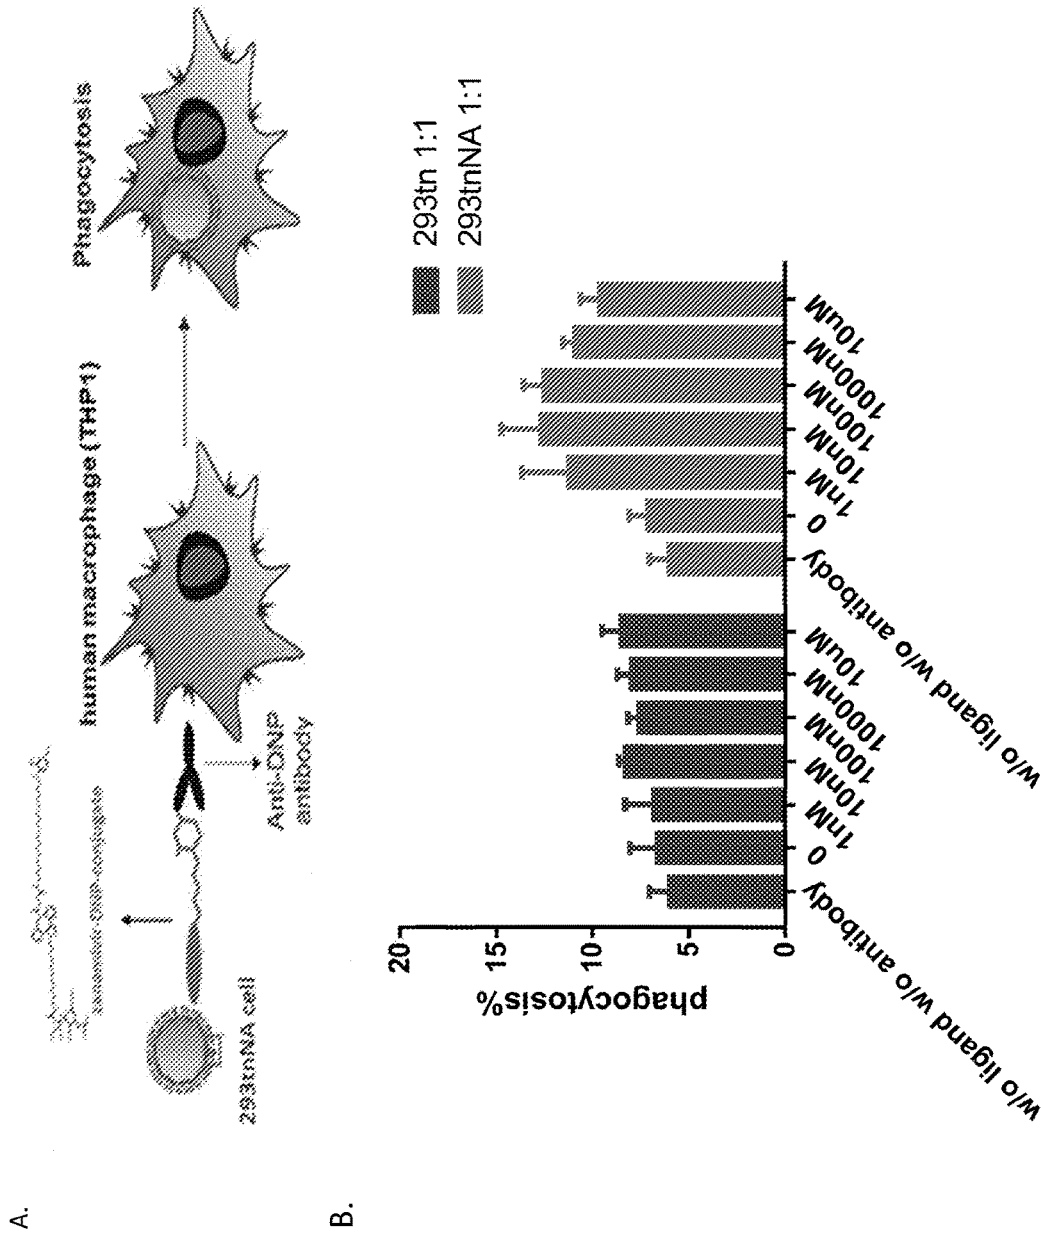 A.
293tnNA cell
Anti-DNP
antibody
human macrophage (THP1)
Phagocytosis
B.
phagocytosis%
20
15
10
5
0
w/o ligand w/o antibody
0
1nM
10nM
100nM
1000nM
10uM
w/o ligand w/o antibody
0
1nM
10nM
100nM
1000nM
10uM
293tn 1:1
293tnNA 1:1